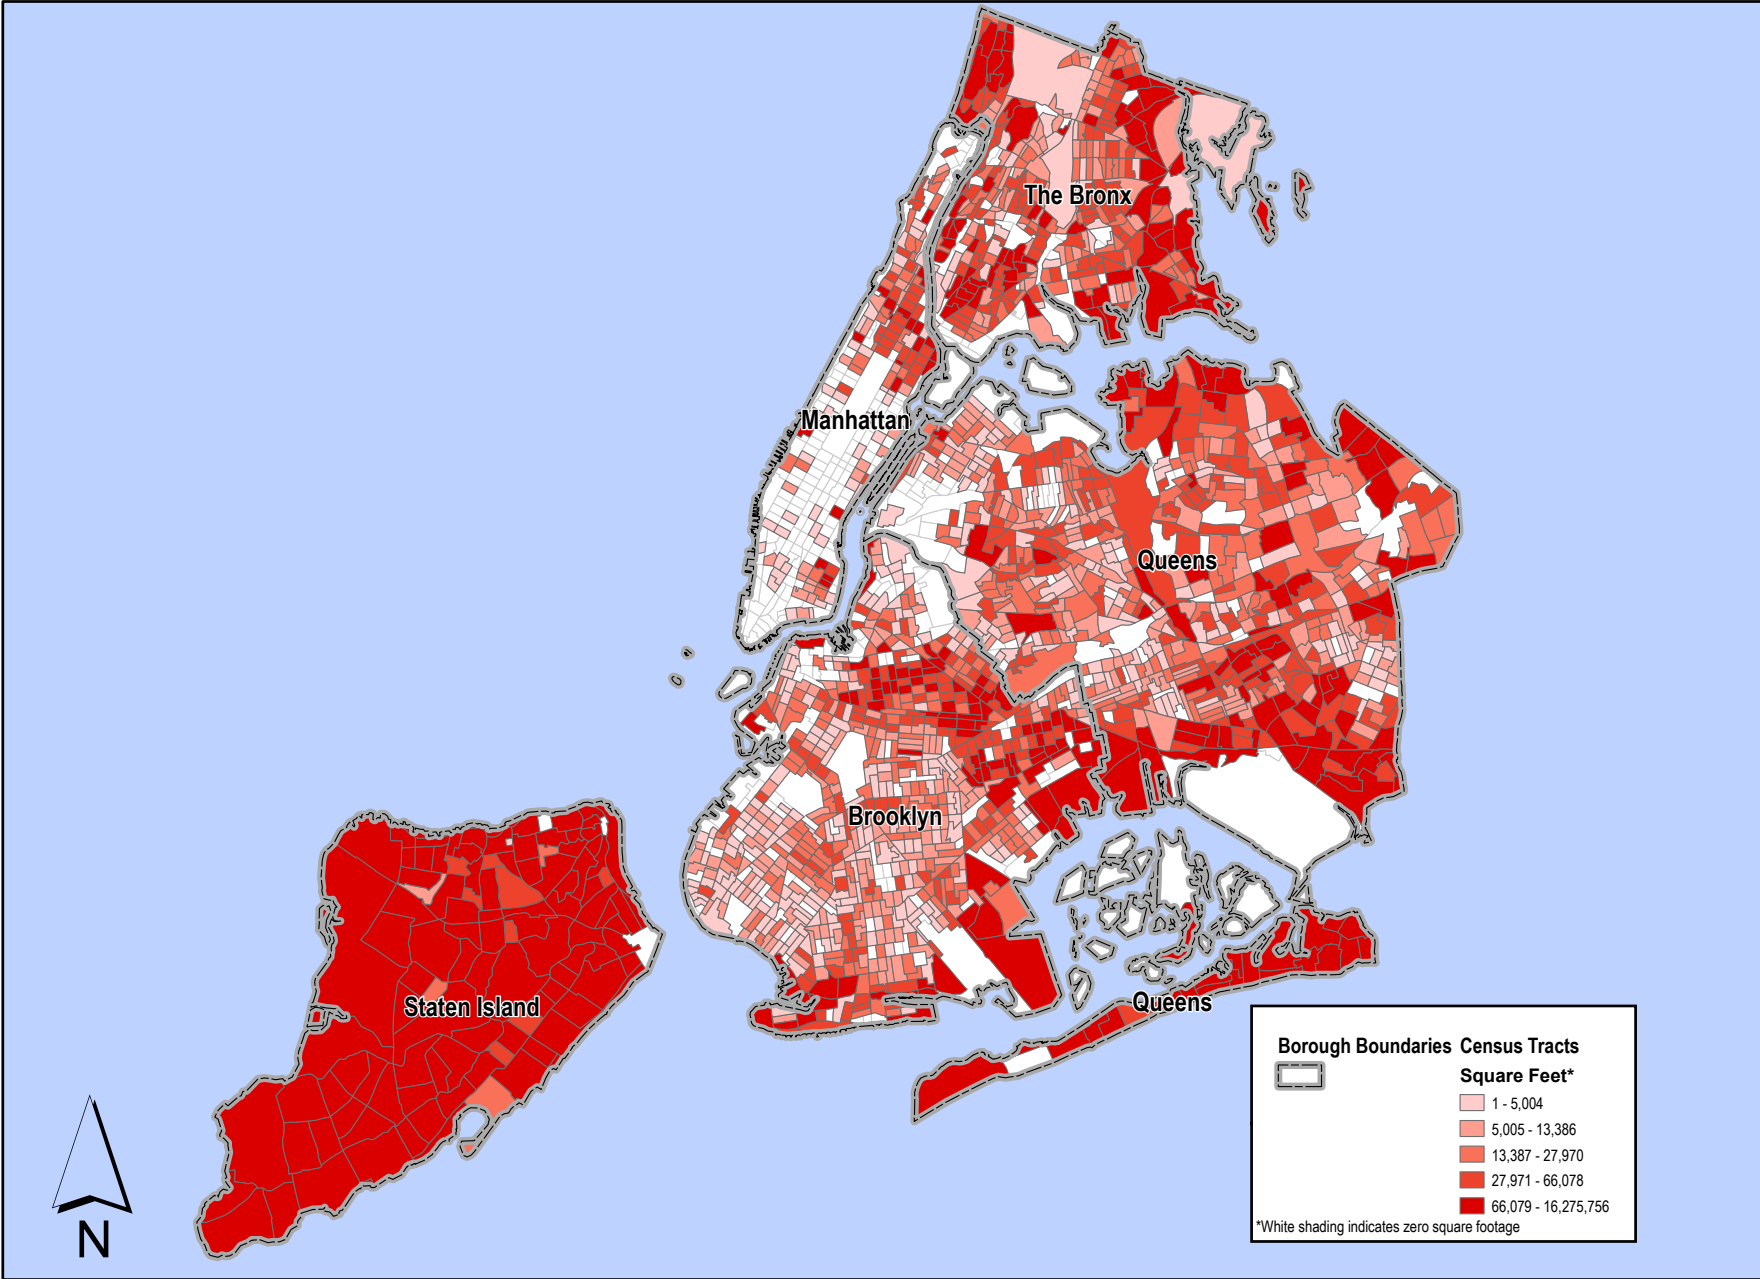 The Bronx
Manhattan
Queens
Brooklyn
Staten Island
Queens
N
Borough Boundaries
Census Tracts
Square Feet*
1 - 5,004
5,005 - 13,386
13,387 - 27,970
27,971 - 66,078
66,079 - 16,275,756
*White shading indicates zero square footage